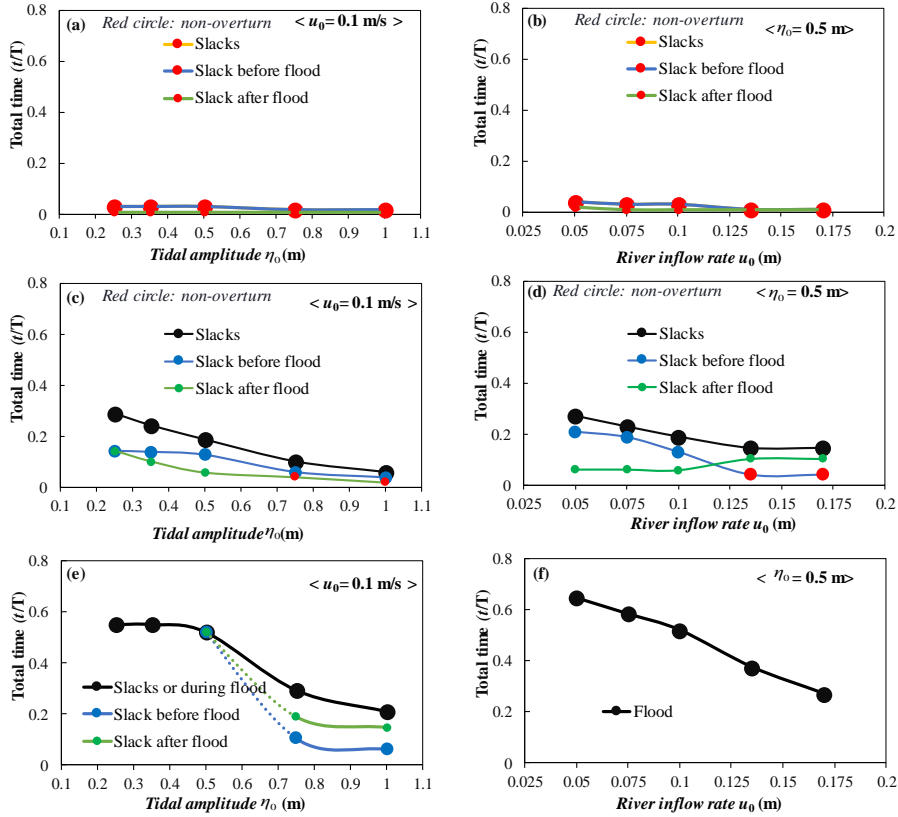 (a) Red circle: non-overturn < u0= 0.1 m/s >
Slacks
Slack before flood
Slack after flood
Total time (t/T)
0.8
0.6
0.4
0.2
0
0.1 0.2 0.3 0.4 0.5 0.6 0.7 0.8 0.9 1 1.1
Tidal amplitude ηo (m)
(b) < ηo= 0.5 m>
Slacks
Slack before flood
Slack after flood
Total time (t/T)
0.8
0.6
0.4
0.2
0
0.025 0.05 0.075 0.1 0.125 0.15 0.175 0.2
River inflow rate u0 (m)
(c) Red circle: non-overturn < u0= 0.1 m/s >
Slacks
Slack before flood
Slack after flood
Total time (t/T)
0.8
0.6
0.4
0.2
0
0.1 0.2 0.3 0.4 0.5 0.6 0.7 0.8 0.9 1 1.1
Tidal amplitude ηo(m)
(d) Red circle: non-overturn < ηo = 0.5 m>
Slacks
Slack before flood
Slack after flood
Total time (t/T)
0.8
0.6
0.4
0.2
0
0.025 0.05 0.075 0.1 0.125 0.15 0.175 0.2
River inflow rate u0 (m)
(e) < u0= 0.1 m/s >
Slacks or during flood
Slack before flood
Slack after flood
Total time (t/T)
0.8
0.6
0.4
0.2
0
0.1 0.2 0.3 0.4 0.5 0.6 0.7 0.8 0.9 1 1.1
Tidal amplitude ηo (m)
(f) < ηo = 0.5 m>
Flood
Total time (t/T)
0.8
0.6
0.4
0.2
0
0.025 0.05 0.075 0.1 0.125 0.15 0.175 0.2
River inflow rate u0 (m)